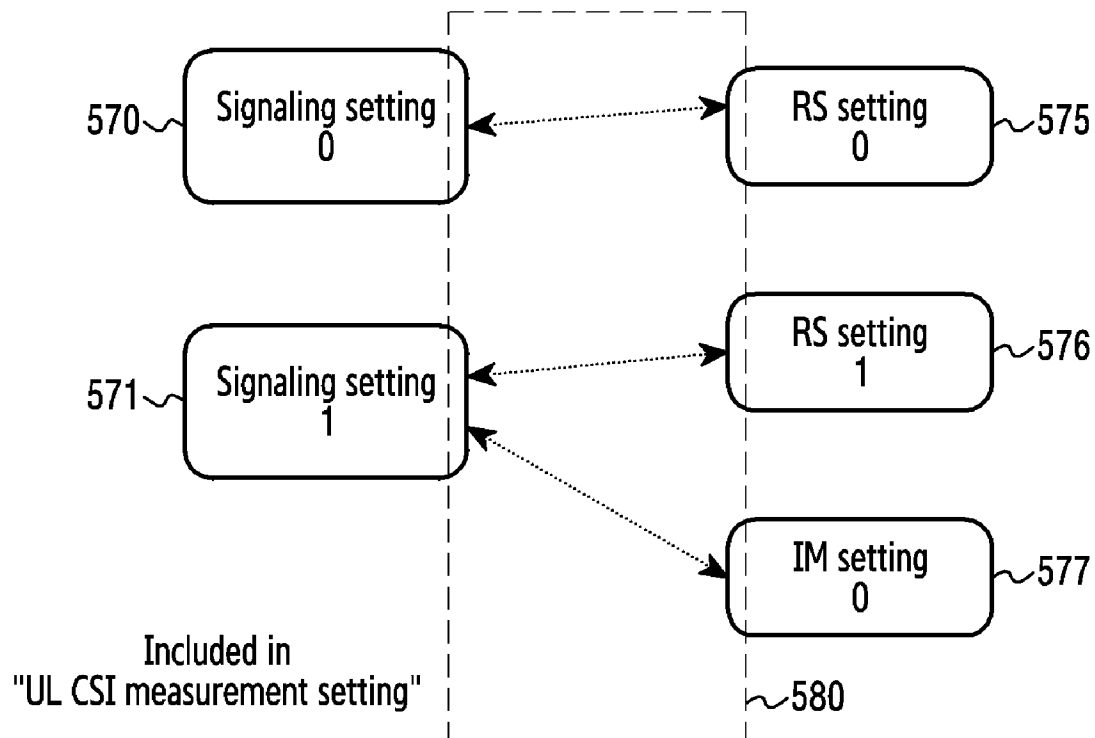 570
Signaling setting
0
RS setting
0
575
571
Signaling setting
1
RS setting
1
576
IM setting
0
577
Included in
"UL CSI measurement setting"
580